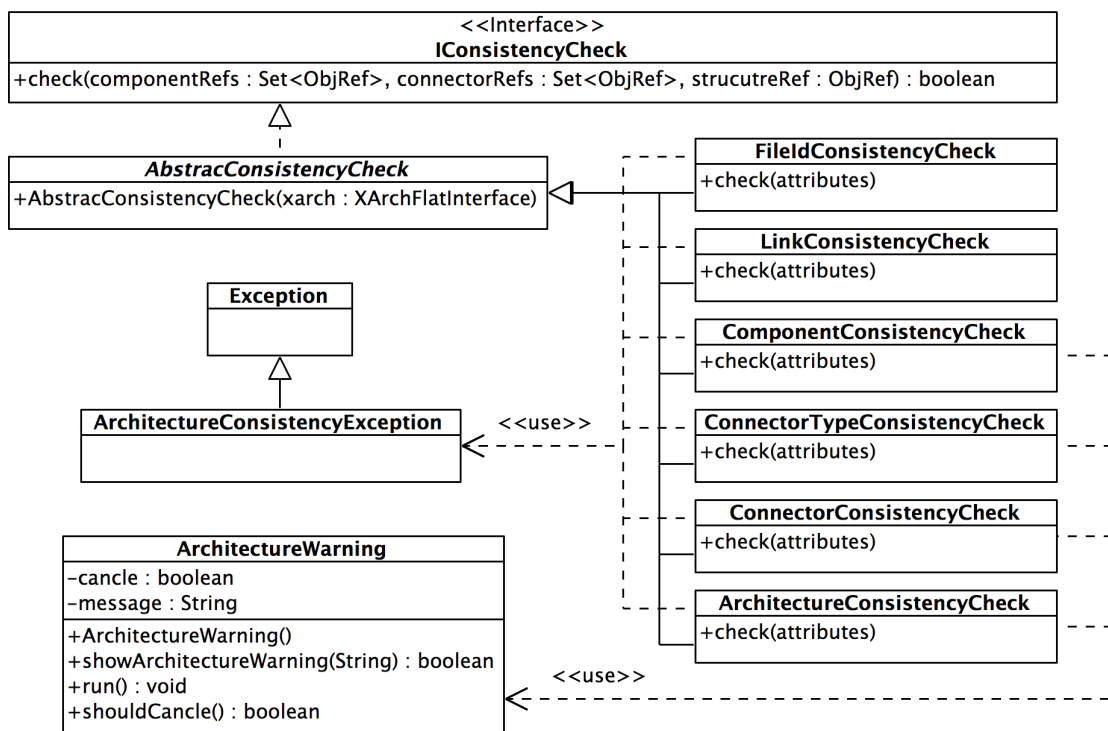 <<Interface>>
IConsistencyCheck
+check(componentRefs : Set<ObjRef>, connectorRefs : Set<ObjRef>, strucutreRef : ObjRef) : boolean
AbstracConsistencyCheck
+AbstracConsistencyCheck(xarch : XArchFlatInterface)
FileIdConsistencyCheck
+check(attributes)
LinkConsistencyCheck
+check(attributes)
Exception
ComponentConsistencyCheck
+check(attributes)
ArchitectureConsistencyException
<<use>>
ConnectorTypeConsistencyCheck
+check(attributes)
ConnectorConsistencyCheck
+check(attributes)
ArchitectureWarning
-cancle : boolean
-message : String
+ArchitectureWarning()
+showArchitectureWarning(String) : boolean
+run() : void
+shouldCancle() : boolean
ArchitectureConsistencyCheck
+check(attributes)
<<use>>